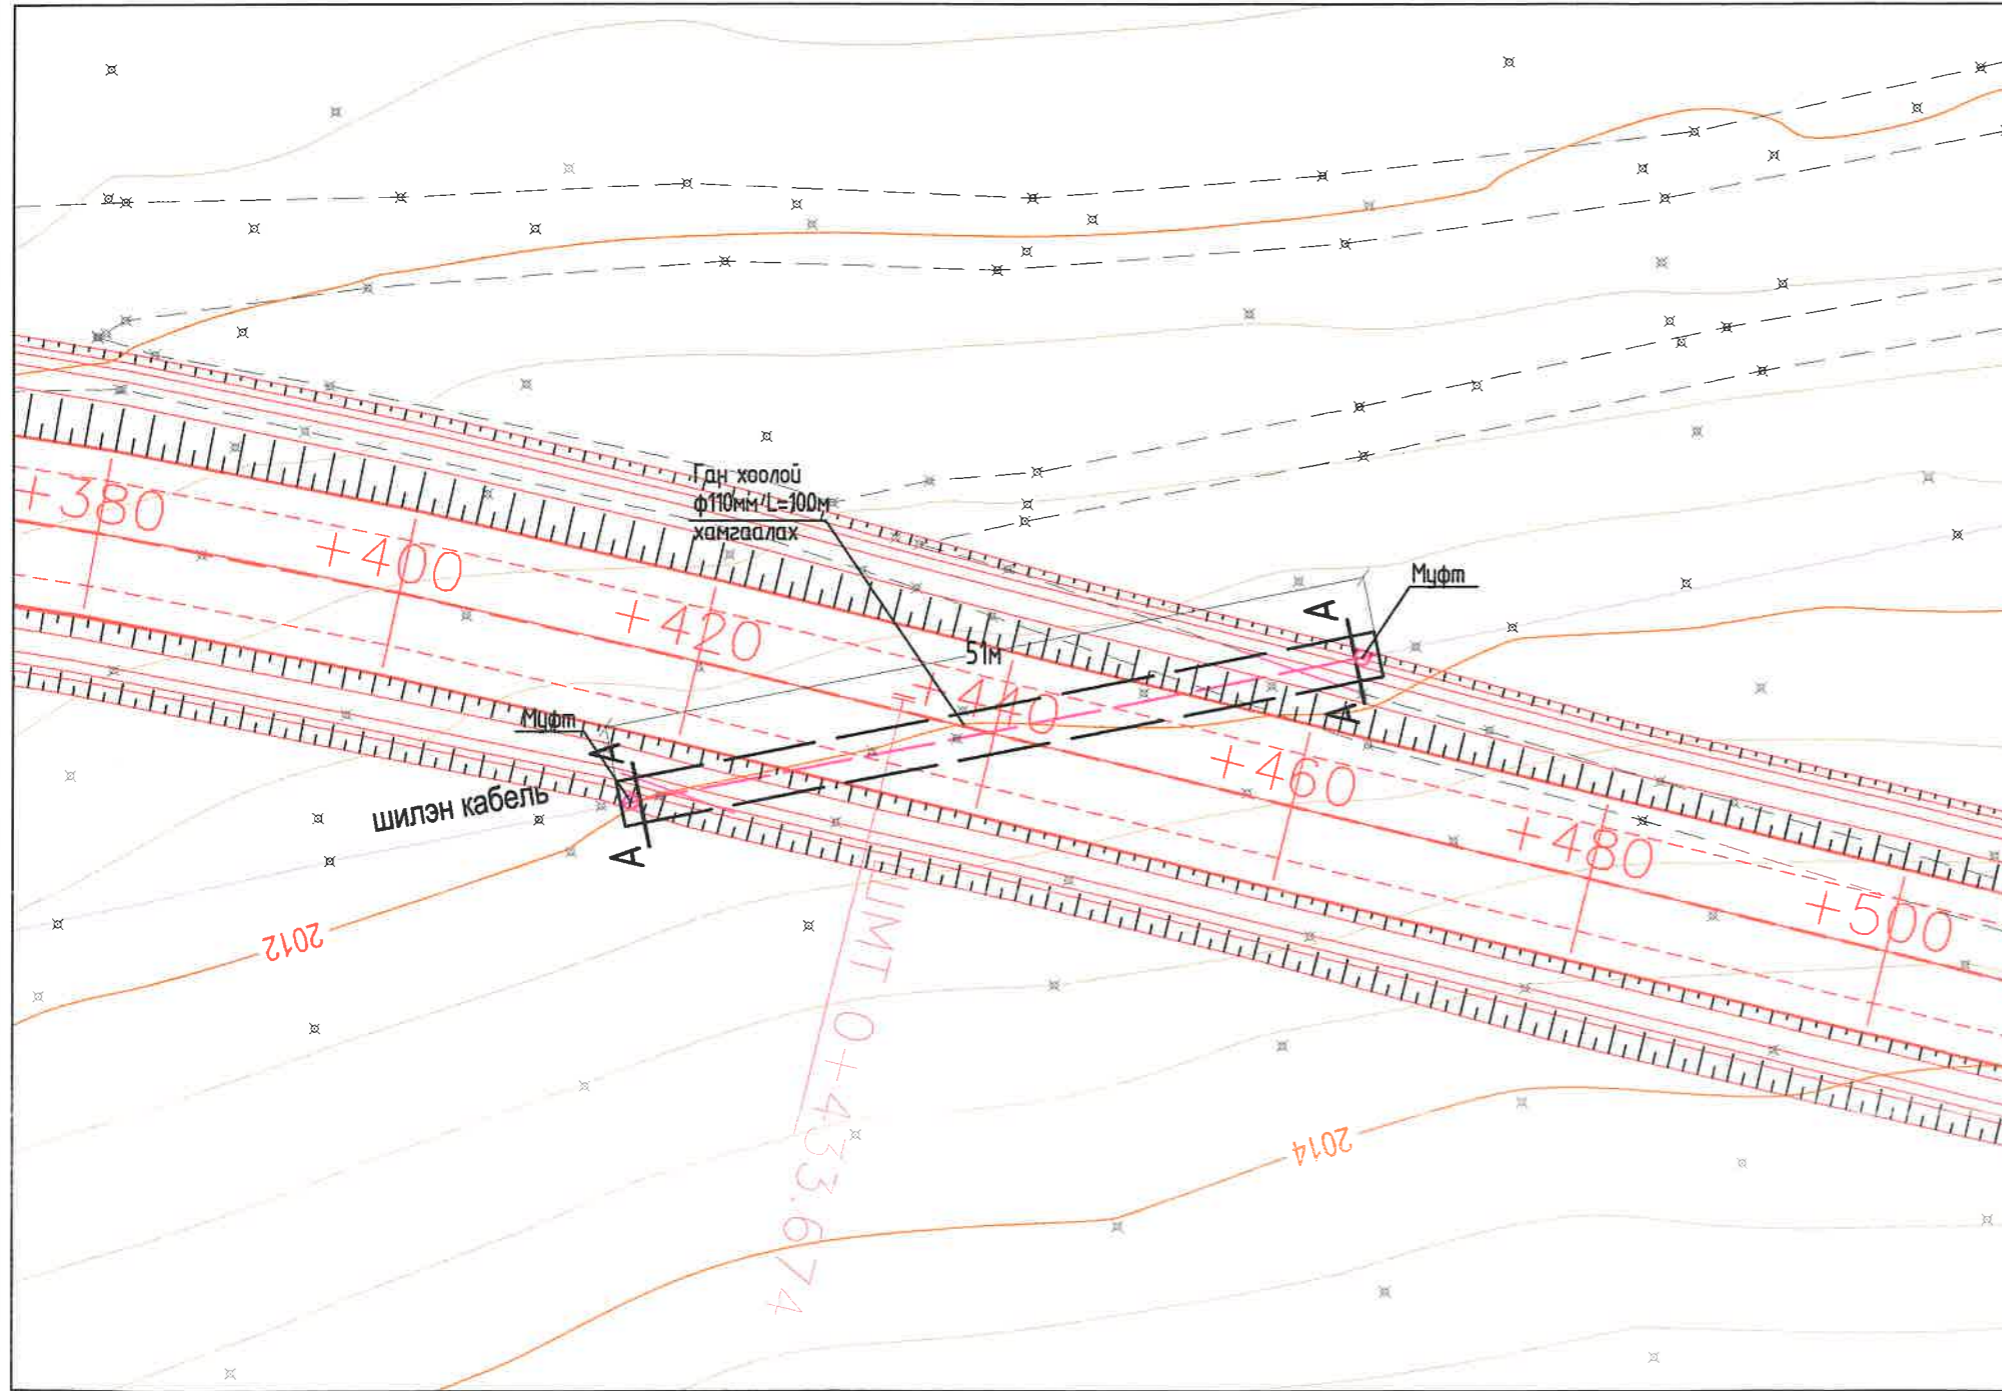 Ган хоолой
ф110мм L=100м
хамгаалах
+380
+400
+420
Муфт
А
51м
+440
Муфт
А
А
шилэн кабель
А
+460
+480
+500
2012
ШМТ 0+433.674
2014